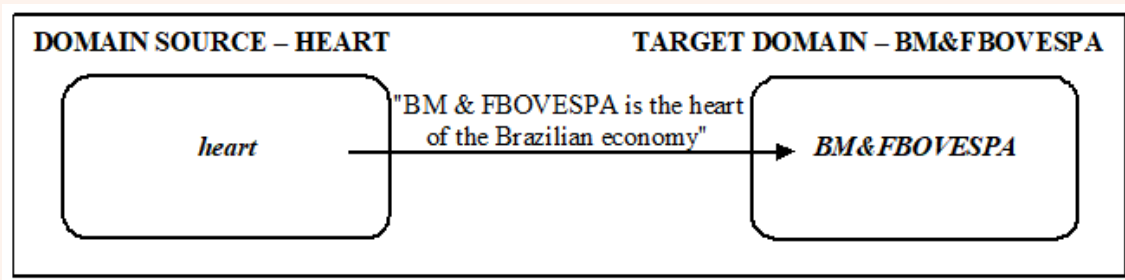 DOMAIN SOURCE – HEART
TARGET DOMAIN – BM&FBOVESPA
heart
"BM & FBOVESPA is the heart
of the Brazilian economy"
BM&FBOVESPA